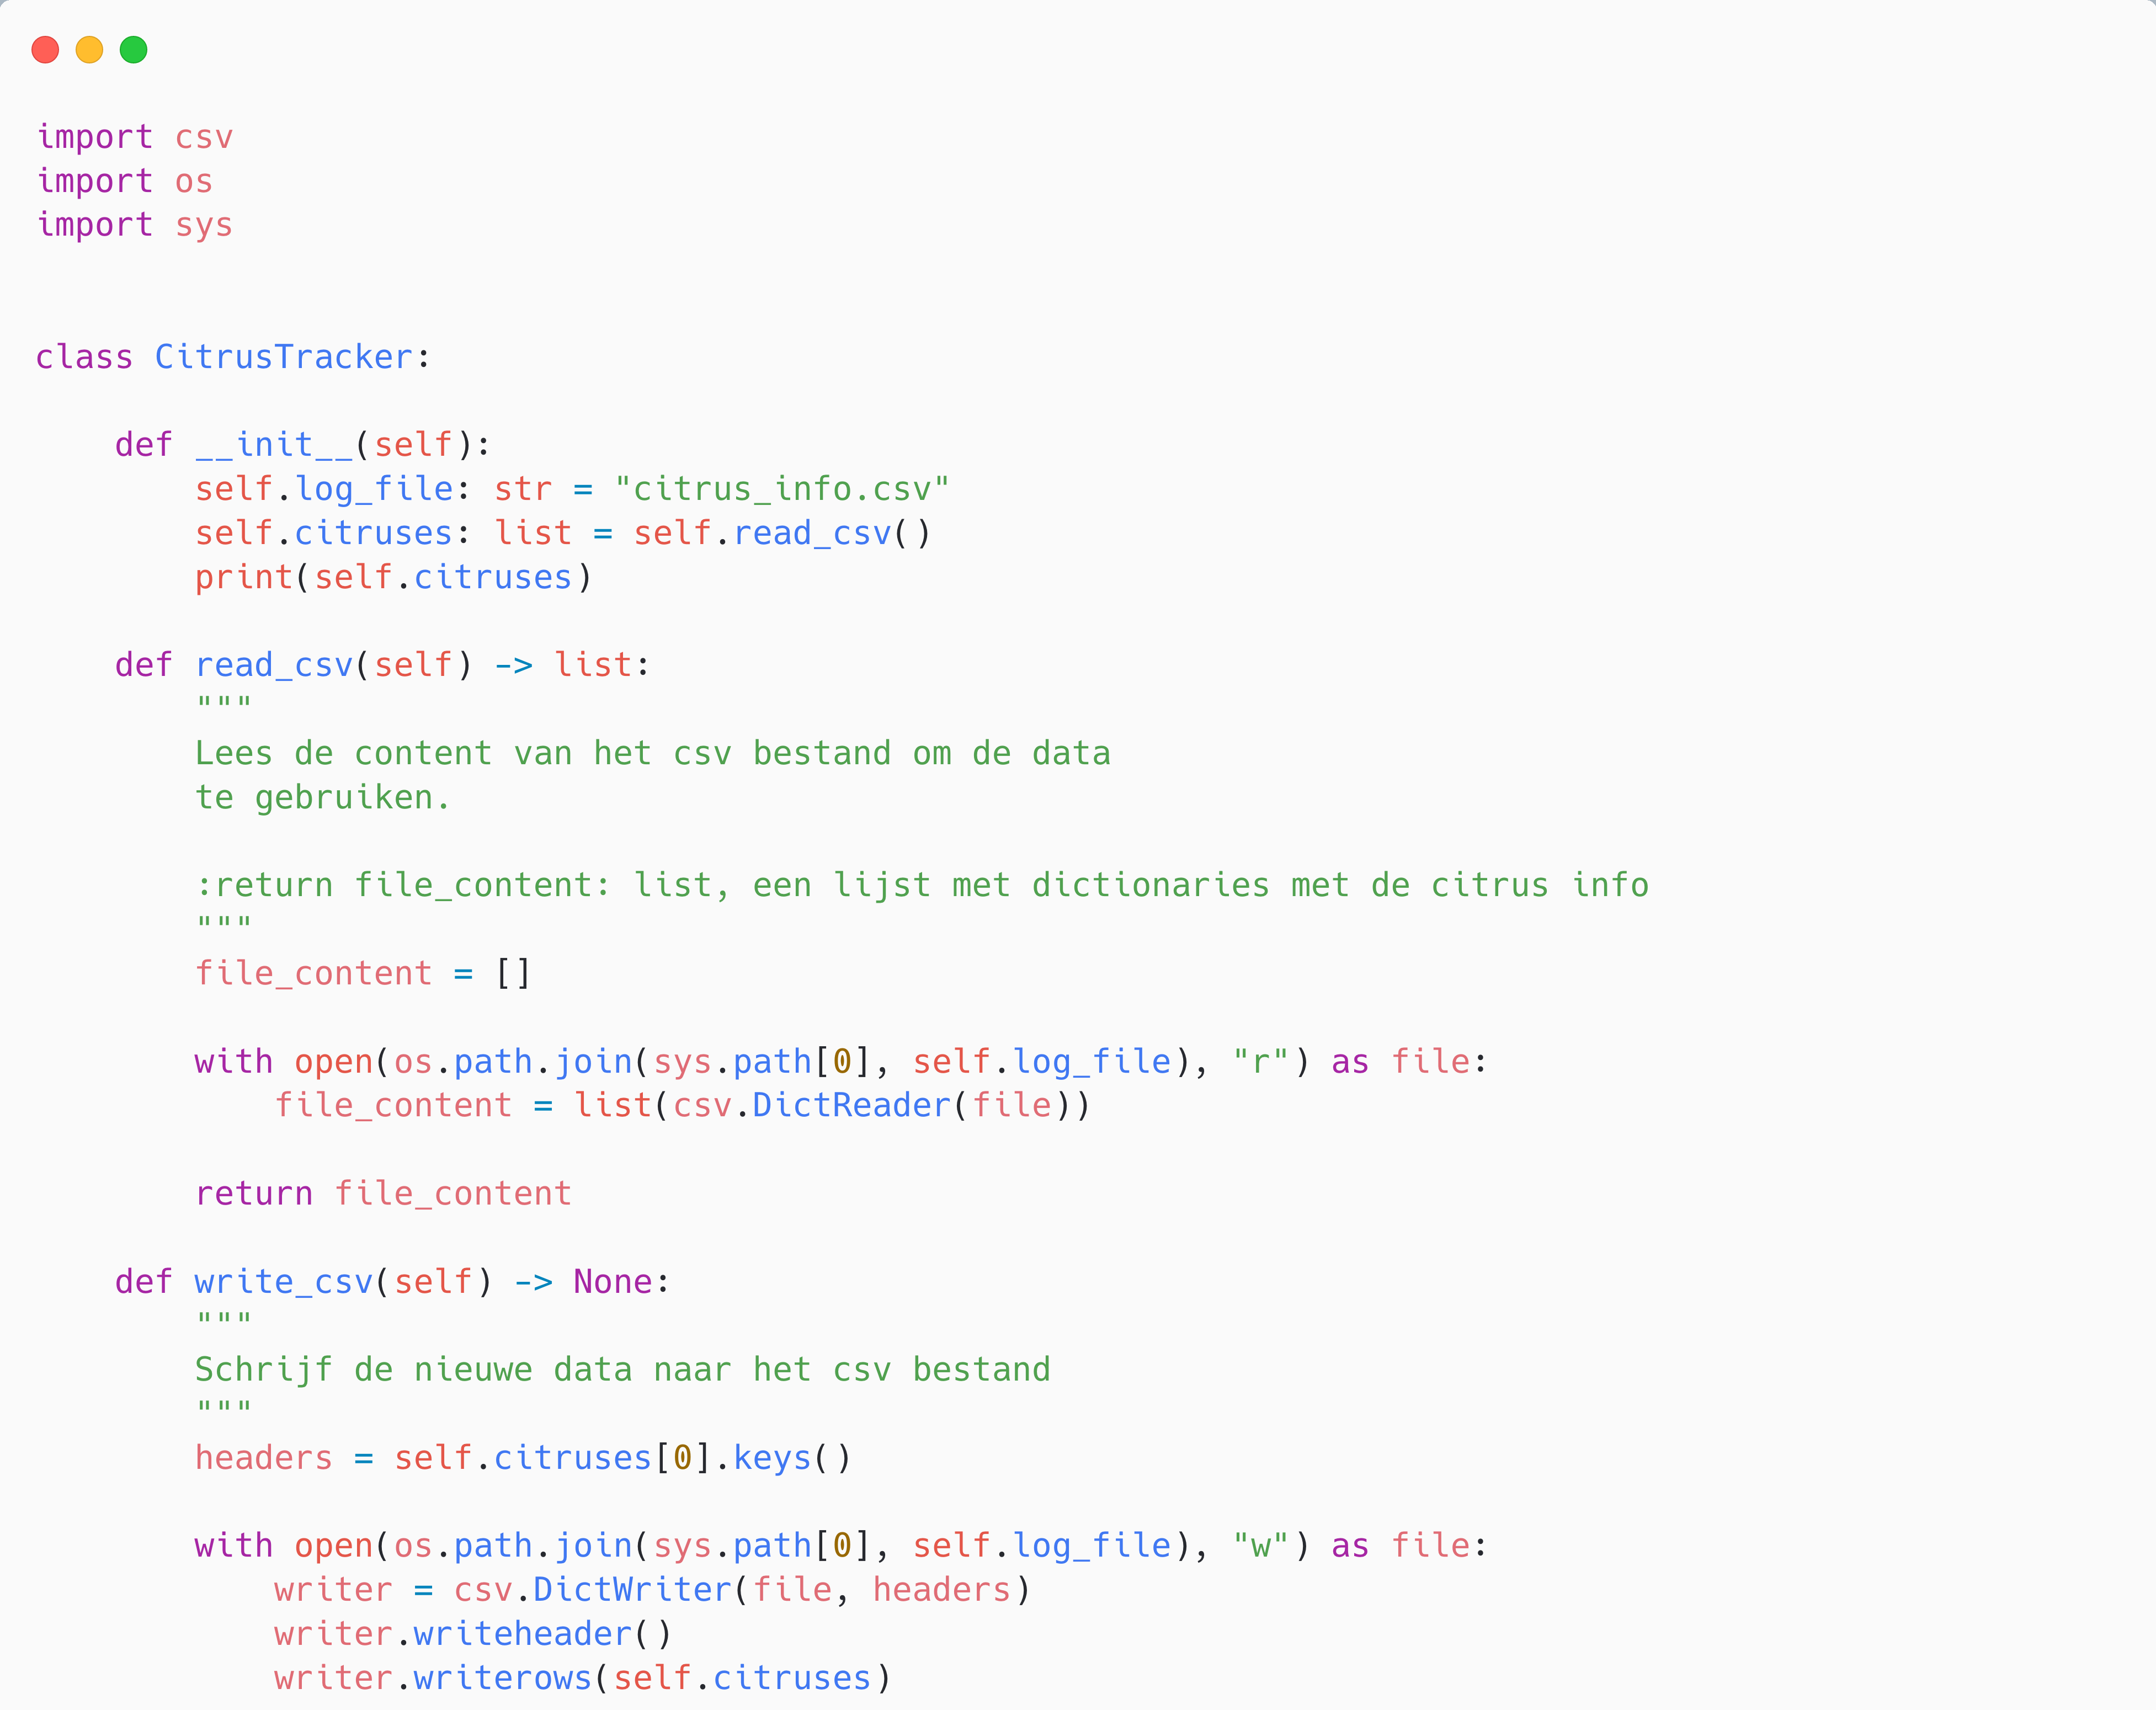 import csv
import os
import sys
class CitrusTracker:
    def __init__(self):
        self.log_file: str = "citrus_info.csv"
        self.citruses: list = self.read_csv()
        print(self.citruses)
    def read_csv(self) -> list:
        """
        Lees de content van het csv bestand om de data
        te gebruiken.
        :return file_content: list, een lijst met dictionaries met de citrus info
        """
        file_content = []
        with open(os.path.join(sys.path[0], self.log_file), "r") as file:
            file_content = list(csv.DictReader(file))
        return file_content
    def write_csv(self) -> None:
        """
        Schrijf de nieuwe data naar het csv bestand
        """
        headers = self.citruses[0].keys()
        with open(os.path.join(sys.path[0], self.log_file), "w") as file:
            writer = csv.DictWriter(file, headers)
            writer.writeheader()
            writer.writerows(self.citruses)